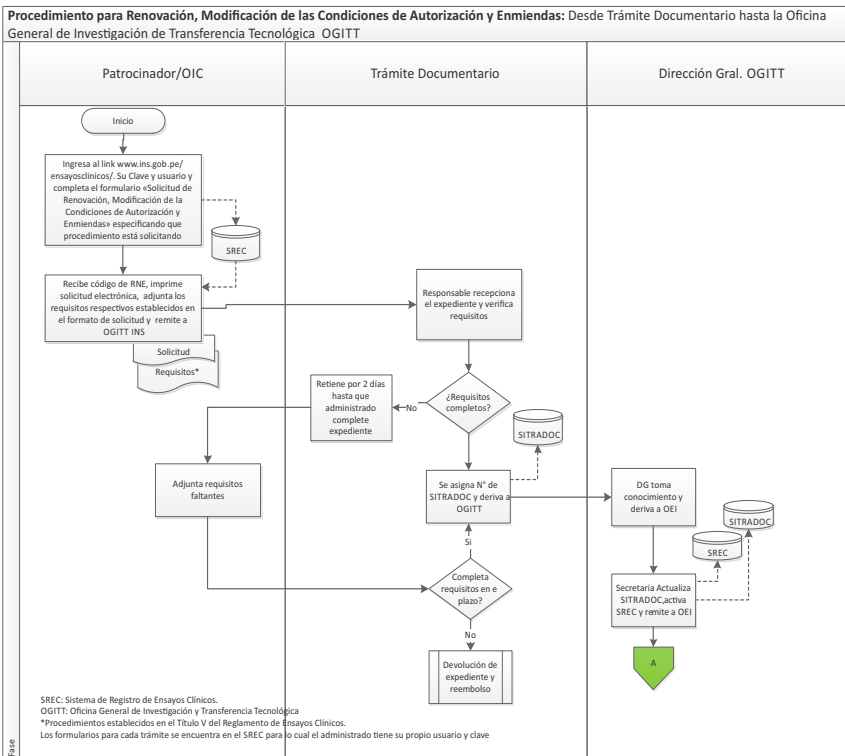 Procedimiento para Renovación, Modificación de las Condiciones de Autorización y Enmiendas: Desde Trámite Documentario hasta la Oficina
General de Investigación de Transferencia Tecnológica OGITT
Patrocinador/OIC
Trámite Documentario
Dirección Gral. OGITT
Inicio
Ingresa al link www.ins.gob.pe/
ensayosclinicos/. Su Clave y usuario y
completa el formulario «Solicitud de
Renovación, Modificación de la
Condiciones de Autorización y
Enmiendas» especificando que
procedimiento está solicitando
SREC
Recibe código de RNE, imprime
solicitud electrónica, adjunta los
requisitos respectivos establecidos en
el formato de solicitud y remite a
OGITT INS
Solicitud
Requisitos*
Responsable recepciona
el expediente y verifica
requisitos
¿Requisitos
completos?
No
Retiene por 2 días
hasta que
administrado
complete
expediente
SITRADOC
Adjunta requisitos
faltantes
Se asigna N° de
SITRADOC y deriva a
OGITT
Si
Completa
requisitos en e
plazo?
No
Devolución de
expediente y
reembolso
DG toma
conocimiento y
deriva a OEI
SITRADOC
SREC
Secretaria Actualiza
SITRADOC,activa
SREC y remite a OEI
A
SREC: Sistema de Registro de Ensayos Clínicos.
OGITT: Oficina General de Investigación y Transferencia Tecnológica
*Procedimientos establecidos en el Título V del Reglamento de Ensayos Clínicos.
Los formularios para cada trámite se encuentra en el SREC para lo cual el administrado tiene su propio usuario y clave
Fase